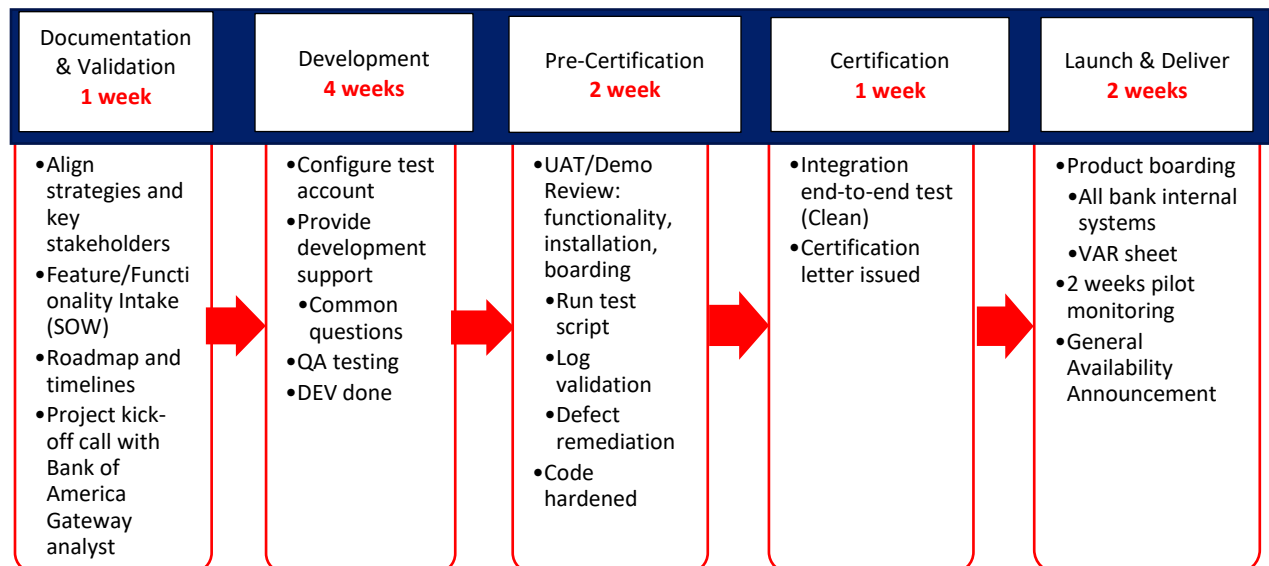 Documentation
& Validation
1 week
•Align
strategies and
key
stakeholders
•Feature/Functi
onality Intake
(SOW)
•Roadmap and
timelines
•Project kick-
off call with
Bank of
America
Gateway
analyst
Development
4 weeks
•Configure test
account
•Provide
development
support
•Common
questions
•QA testing
•DEV done
Pre-Certification
2 week
•UAT/Demo
Review:
functionality,
installation,
boarding
•Run test
script
•Log
validation
•Defect
remediation
•Code
hardened
Certification
1 week
•Integration
end-to-end test
(Clean)
•Certification
letter issued
Launch & Deliver
2 weeks
•Product boarding
•All bank internal
systems
•VAR sheet
•2 weeks pilot
monitoring
•General
Availability
Announcement